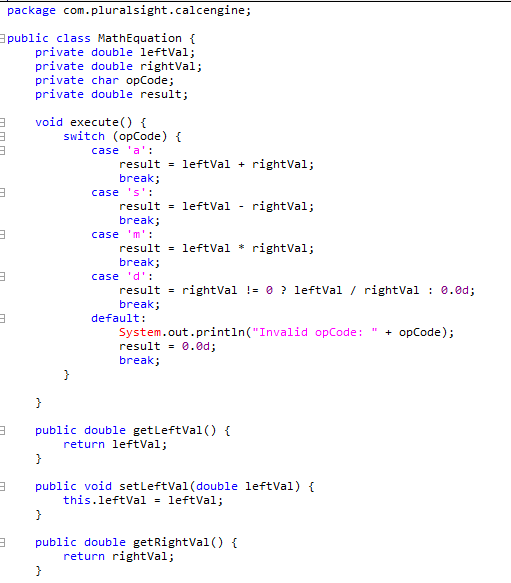 package com.pluralsight.calcengine;
public class MathEquation {
private double leftVal;
private double rightVal;
private char opCode;
private double result;
void execute() {
switch (opCode) {
case 'a':
result = leftVal + rightVal;
break;
case 's':
result = leftVal - rightVal;
break;
case 'm':
result = leftVal * rightVal;
break;
case 'd':
result = rightVal != 0 ? leftVal / rightVal : 0.0d;
break;
default:
System.out.println("Invalid opCode: " + opCode);
result = 0.0d;
break;
}
}
public double getLeftVal() {
return leftVal;
}
public void setLeftVal(double leftVal) {
this.leftVal = leftVal;
}
public double getRightVal() {
return rightVal;
}